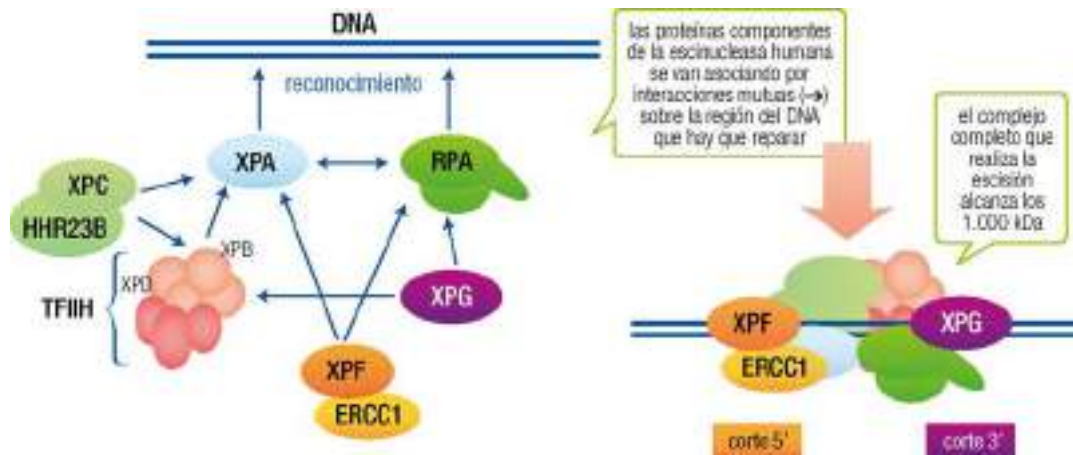 DNA
reconocimiento
XPA
RPA
XPC
HHR23B
XPB
XPD
TFIIH
XPG
XPF
ERCC1
las proteínas componentes
de la escinucleasa humana
se van asociando por
interacciones mutuas (→)
sobre la región del DNA
que hay que reparar
el complejo
completo que
realiza la
escisión
alcanza los
1.000 kDa
XPF
XPG
ERCC1
corte 5'
corte 3'